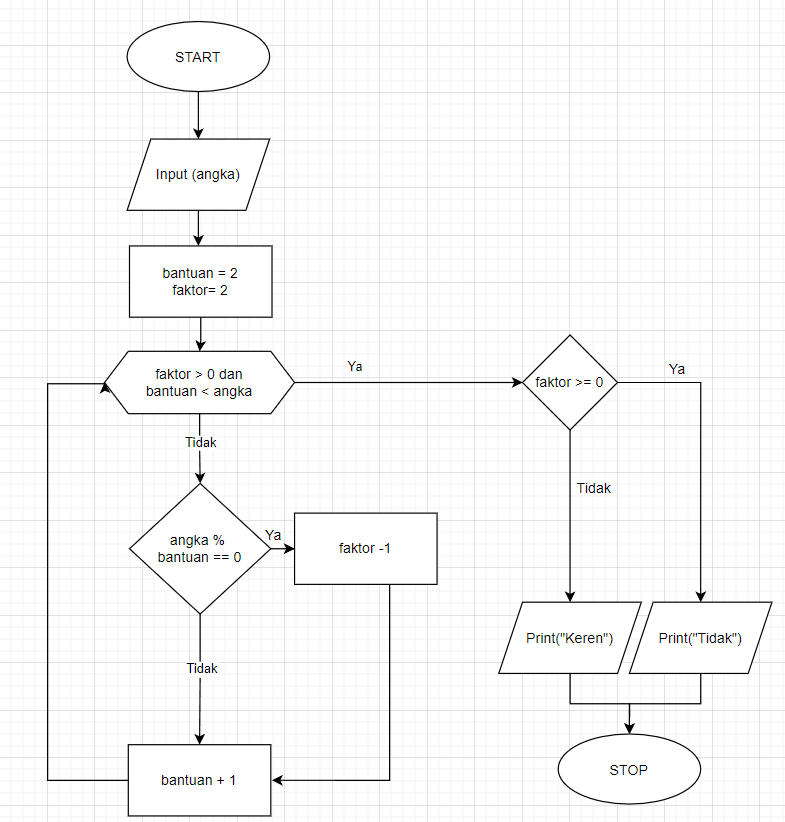 START
Input (angka)
bantuan = 2
faktor= 2
faktor > 0 dan
bantuan < angka
Ya
faktor >= 0
Ya
Tidak
Tidak
angka %
bantuan == 0
Ya
faktor -1
Tidak
bantuan + 1
Print("Keren")
Print("Tidak")
STOP